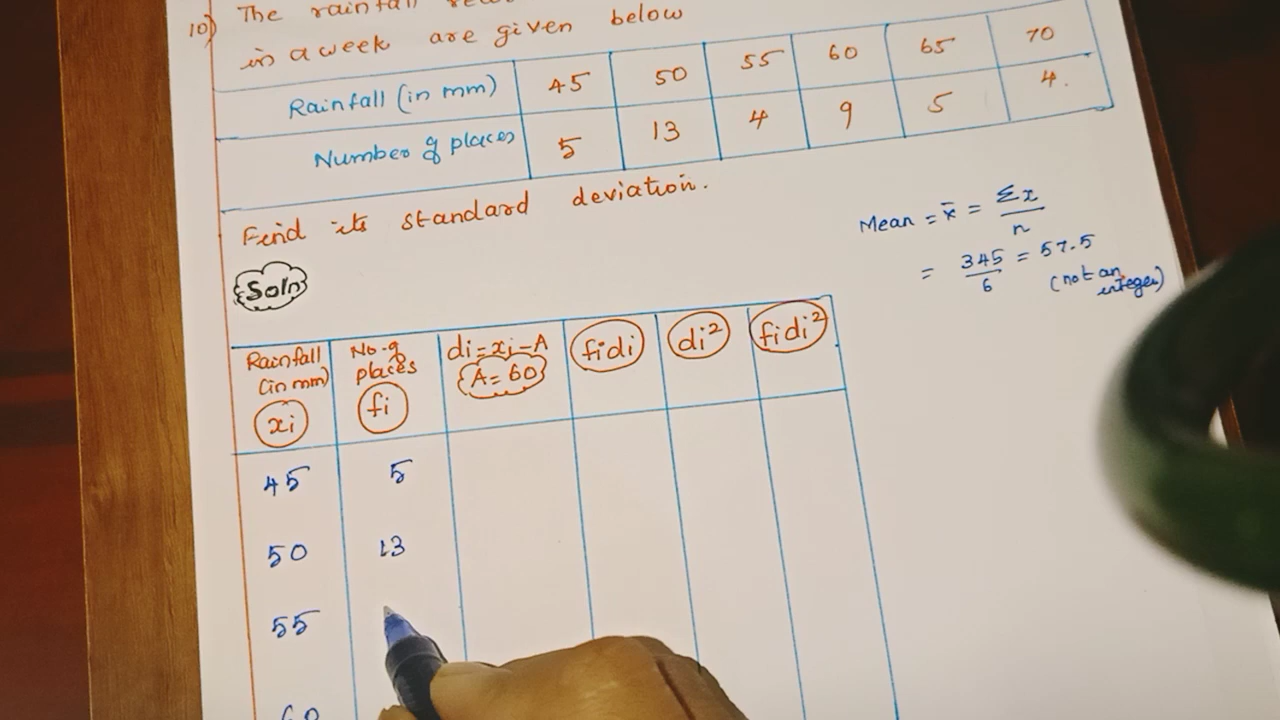 10) The rainfall
in a week are given below
Rainfall (in mm) 45 50 55 60 65 70
Number of places 5 13 4 9 5 4.
Find its standard deviation.
Soln
Mean = x̄ = Σx/n
= 345/6 = 57.5
(not an integer)
Rainfall (in mm) xi
No. of places fi
di = xi - A
A = 60
fidi
di²
fidi²
45 5
50 13
55
60